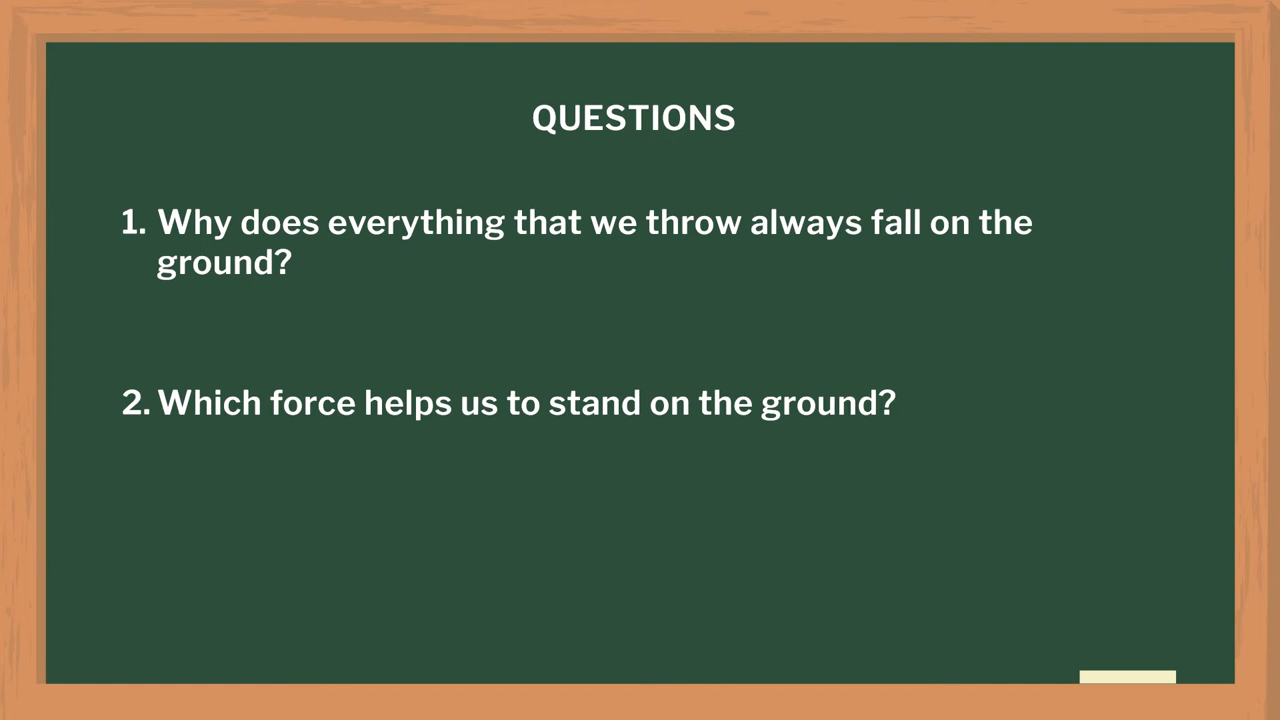 QUESTIONS
1. Why does everything that we throw always fall on the
ground?
2. Which force helps us to stand on the ground?